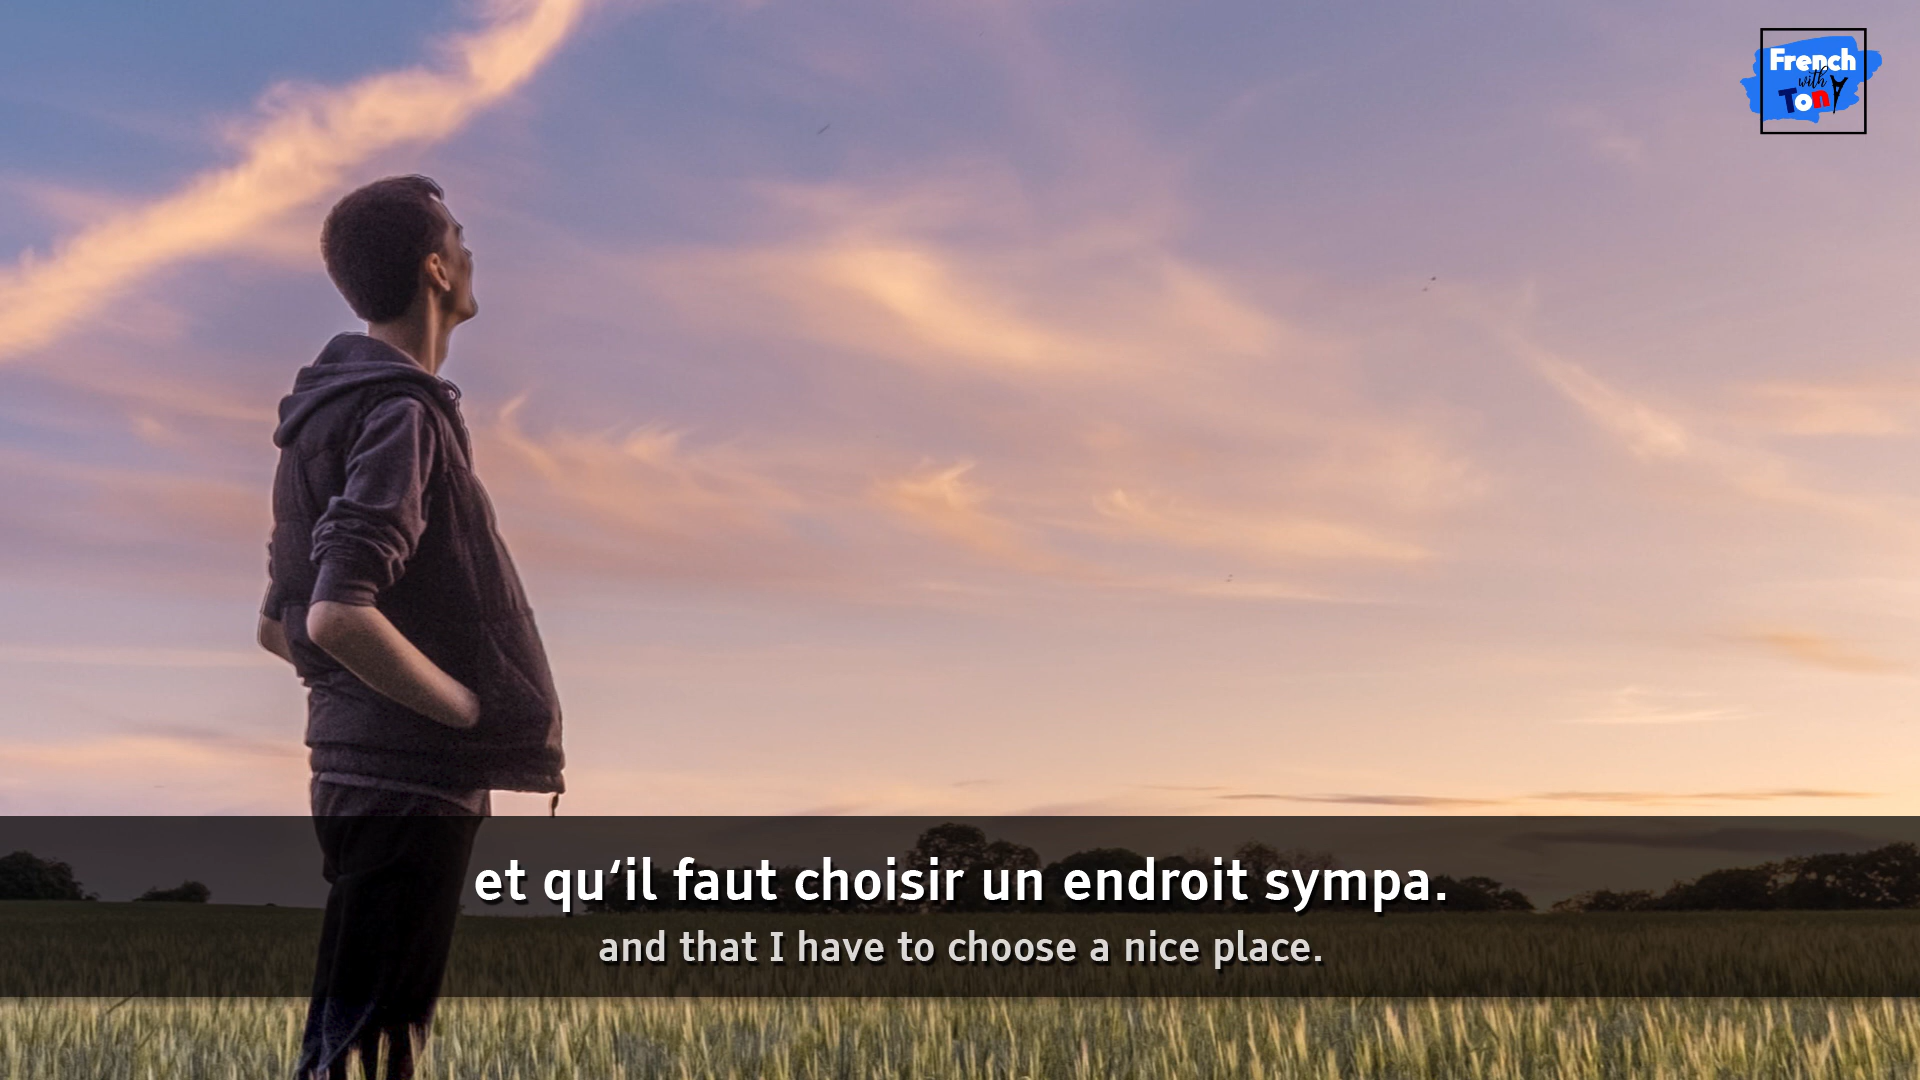 French
with
Tony
et qu‘il faut choisir un endroit sympa.
and that I have to choose a nice place.